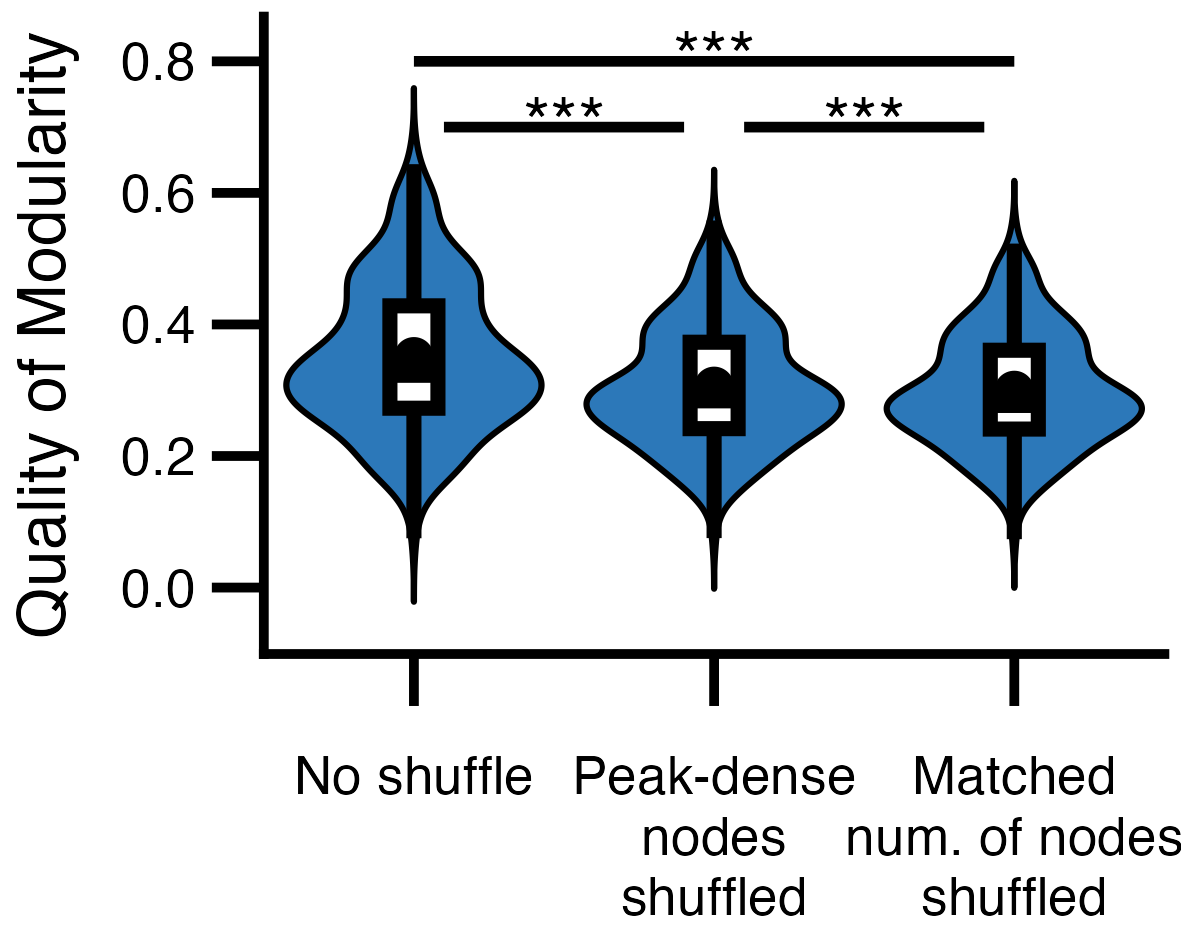 Quality of Modularity
0.8
0.6
0.4
0.2
0.0
***
***
***
No shuffle
Peak-dense
nodes
shuffled
Matched
num. of nodes
shuffled